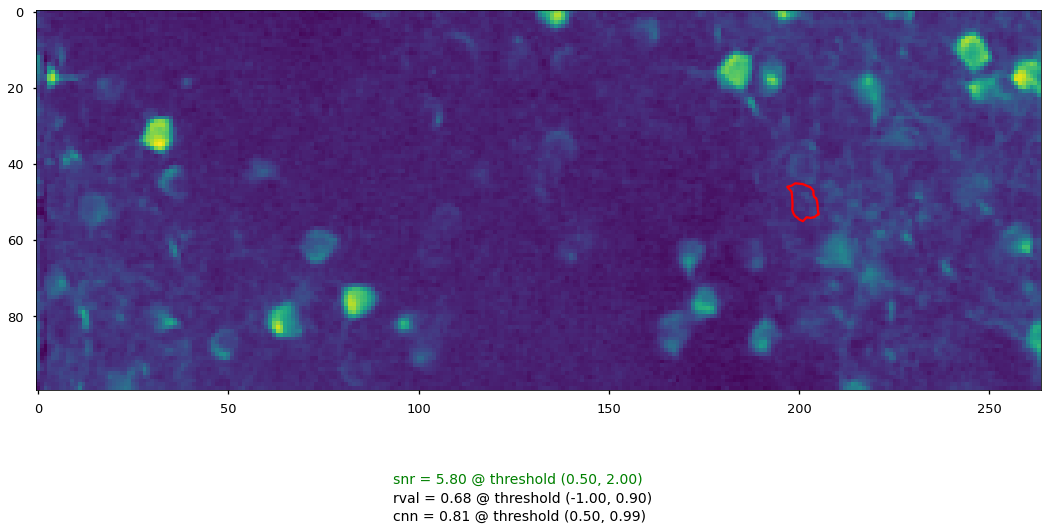 0
20
40
60
80
0 50 100 150 200 250
snr = 5.80 @ threshold (0.50, 2.00)
rval = 0.68 @ threshold (-1.00, 0.90)
cnn = 0.81 @ threshold (0.50, 0.99)